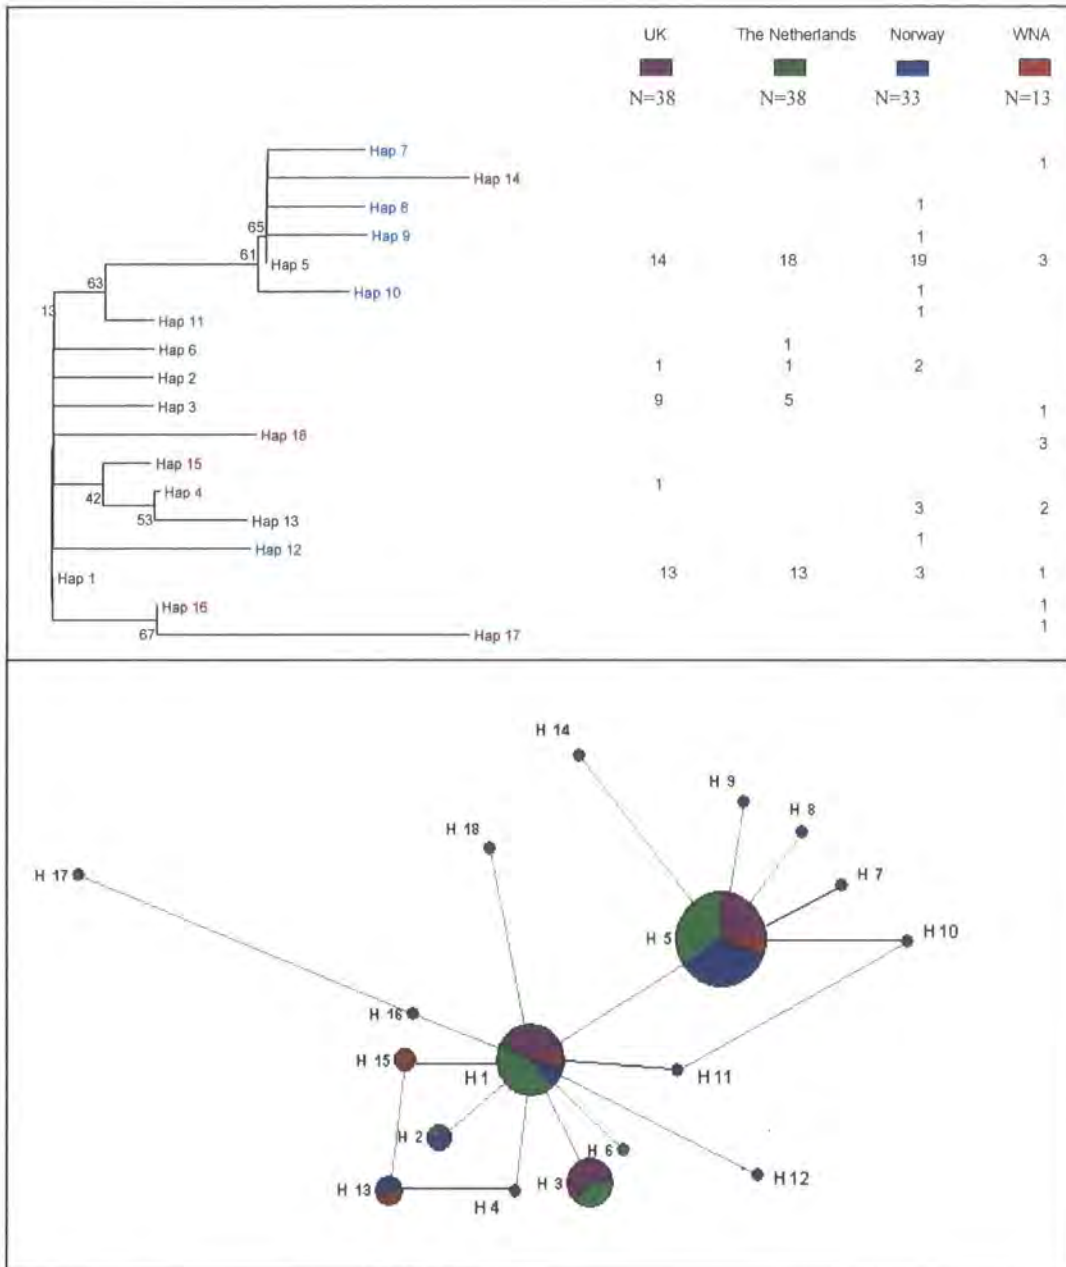 UK The Netherlands Norway WNA
N=38 N=38 N=33 N=13
Hap 7
1
Hap 14
Hap 8 1
65 Hap 9 1
61 Hap 5 14 18 19 3
63 Hap 10 1
13 Hap 11 1
Hap 6 1
Hap 2 1 1 2
Hap 3 9 5
1
Hap 18
3
Hap 15
42 Hap 4 1
53 Hap 13 3 2
Hap 12 1
Hap 1 13 13 3 1
Hap 16 1
67 Hap 17 1
H 14
H 9
H 8
H 18
H 17
H 7
H 5
H 10
H 16
H 15
H 1
H 11
H 2
H 6
H 12
H 13
H 4
H 3